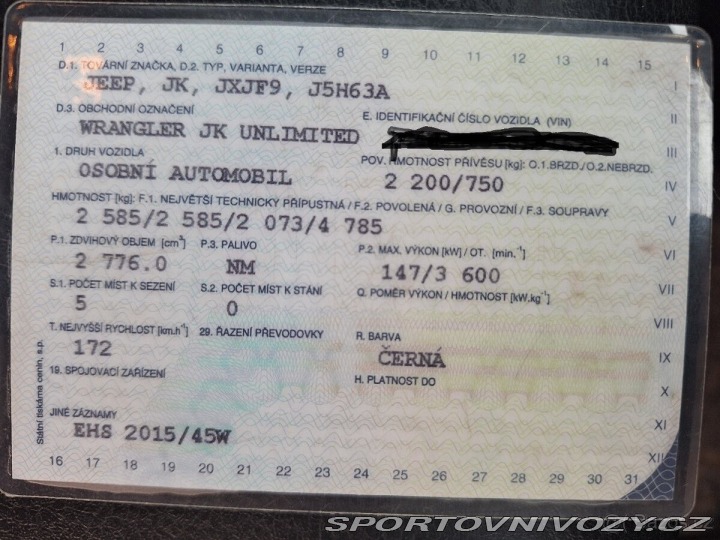 1 2 3 4 5 6 7 8 9 10 11 12 13 14 15
D.1. TOVÁRNÍ ZNAČKA, D.2. TYP, VARIANTA, VERZE I
JEEP, JK, JXJF9, J5H63A
D.3. OBCHODNÍ OZNAČENÍ E. IDENTIFIKAČNÍ ČÍSLO VOZIDLA (VIN) II
WRANGLER JK UNLIMITED
III
1. DRUH VOZIDLA POV. HMOTNOST PŘÍVĚSU [kg]: O.1.BRZD./O.2.NEBRZD.
OSOBNÍ AUTOMOBIL 2 200/750 IV
HMOTNOST [kg]: F.1. NEJVĚTŠÍ TECHNICKY PŘÍPUSTNÁ / F.2. POVOLENÁ / G. PROVOZNÍ / F.3. SOUPRAVY
2 585/2 585/2 073/4 785 V
P.1. ZDVIHOVÝ OBJEM [cm³] P.3. PALIVO P.2. MAX. VÝKON [kW] / OT. [min.⁻¹] VI
2 776.0 NM 147/3 600
S.1. POČET MÍST K SEZENÍ S.2. POČET MÍST K STÁNÍ Q. POMĚR VÝKON / HMOTNOST [kW.kg⁻¹] VII
5 0
T. NEJVYŠŠÍ RYCHLOST [km.h⁻¹] 29. ŘAZENÍ PŘEVODOVKY R. BARVA VIII
172 ČERNÁ IX
19. SPOJOVACÍ ZAŘÍZENÍ H. PLATNOST DO
X
JINÉ ZÁZNAMY
EHS 2015/45W XI
XII
16 17 18 19 20 21 22 23 24 25 26 27 28 29 30 31
Státní tiskárna cenin, s.p.
SPORTOVNIVOZY.CZ